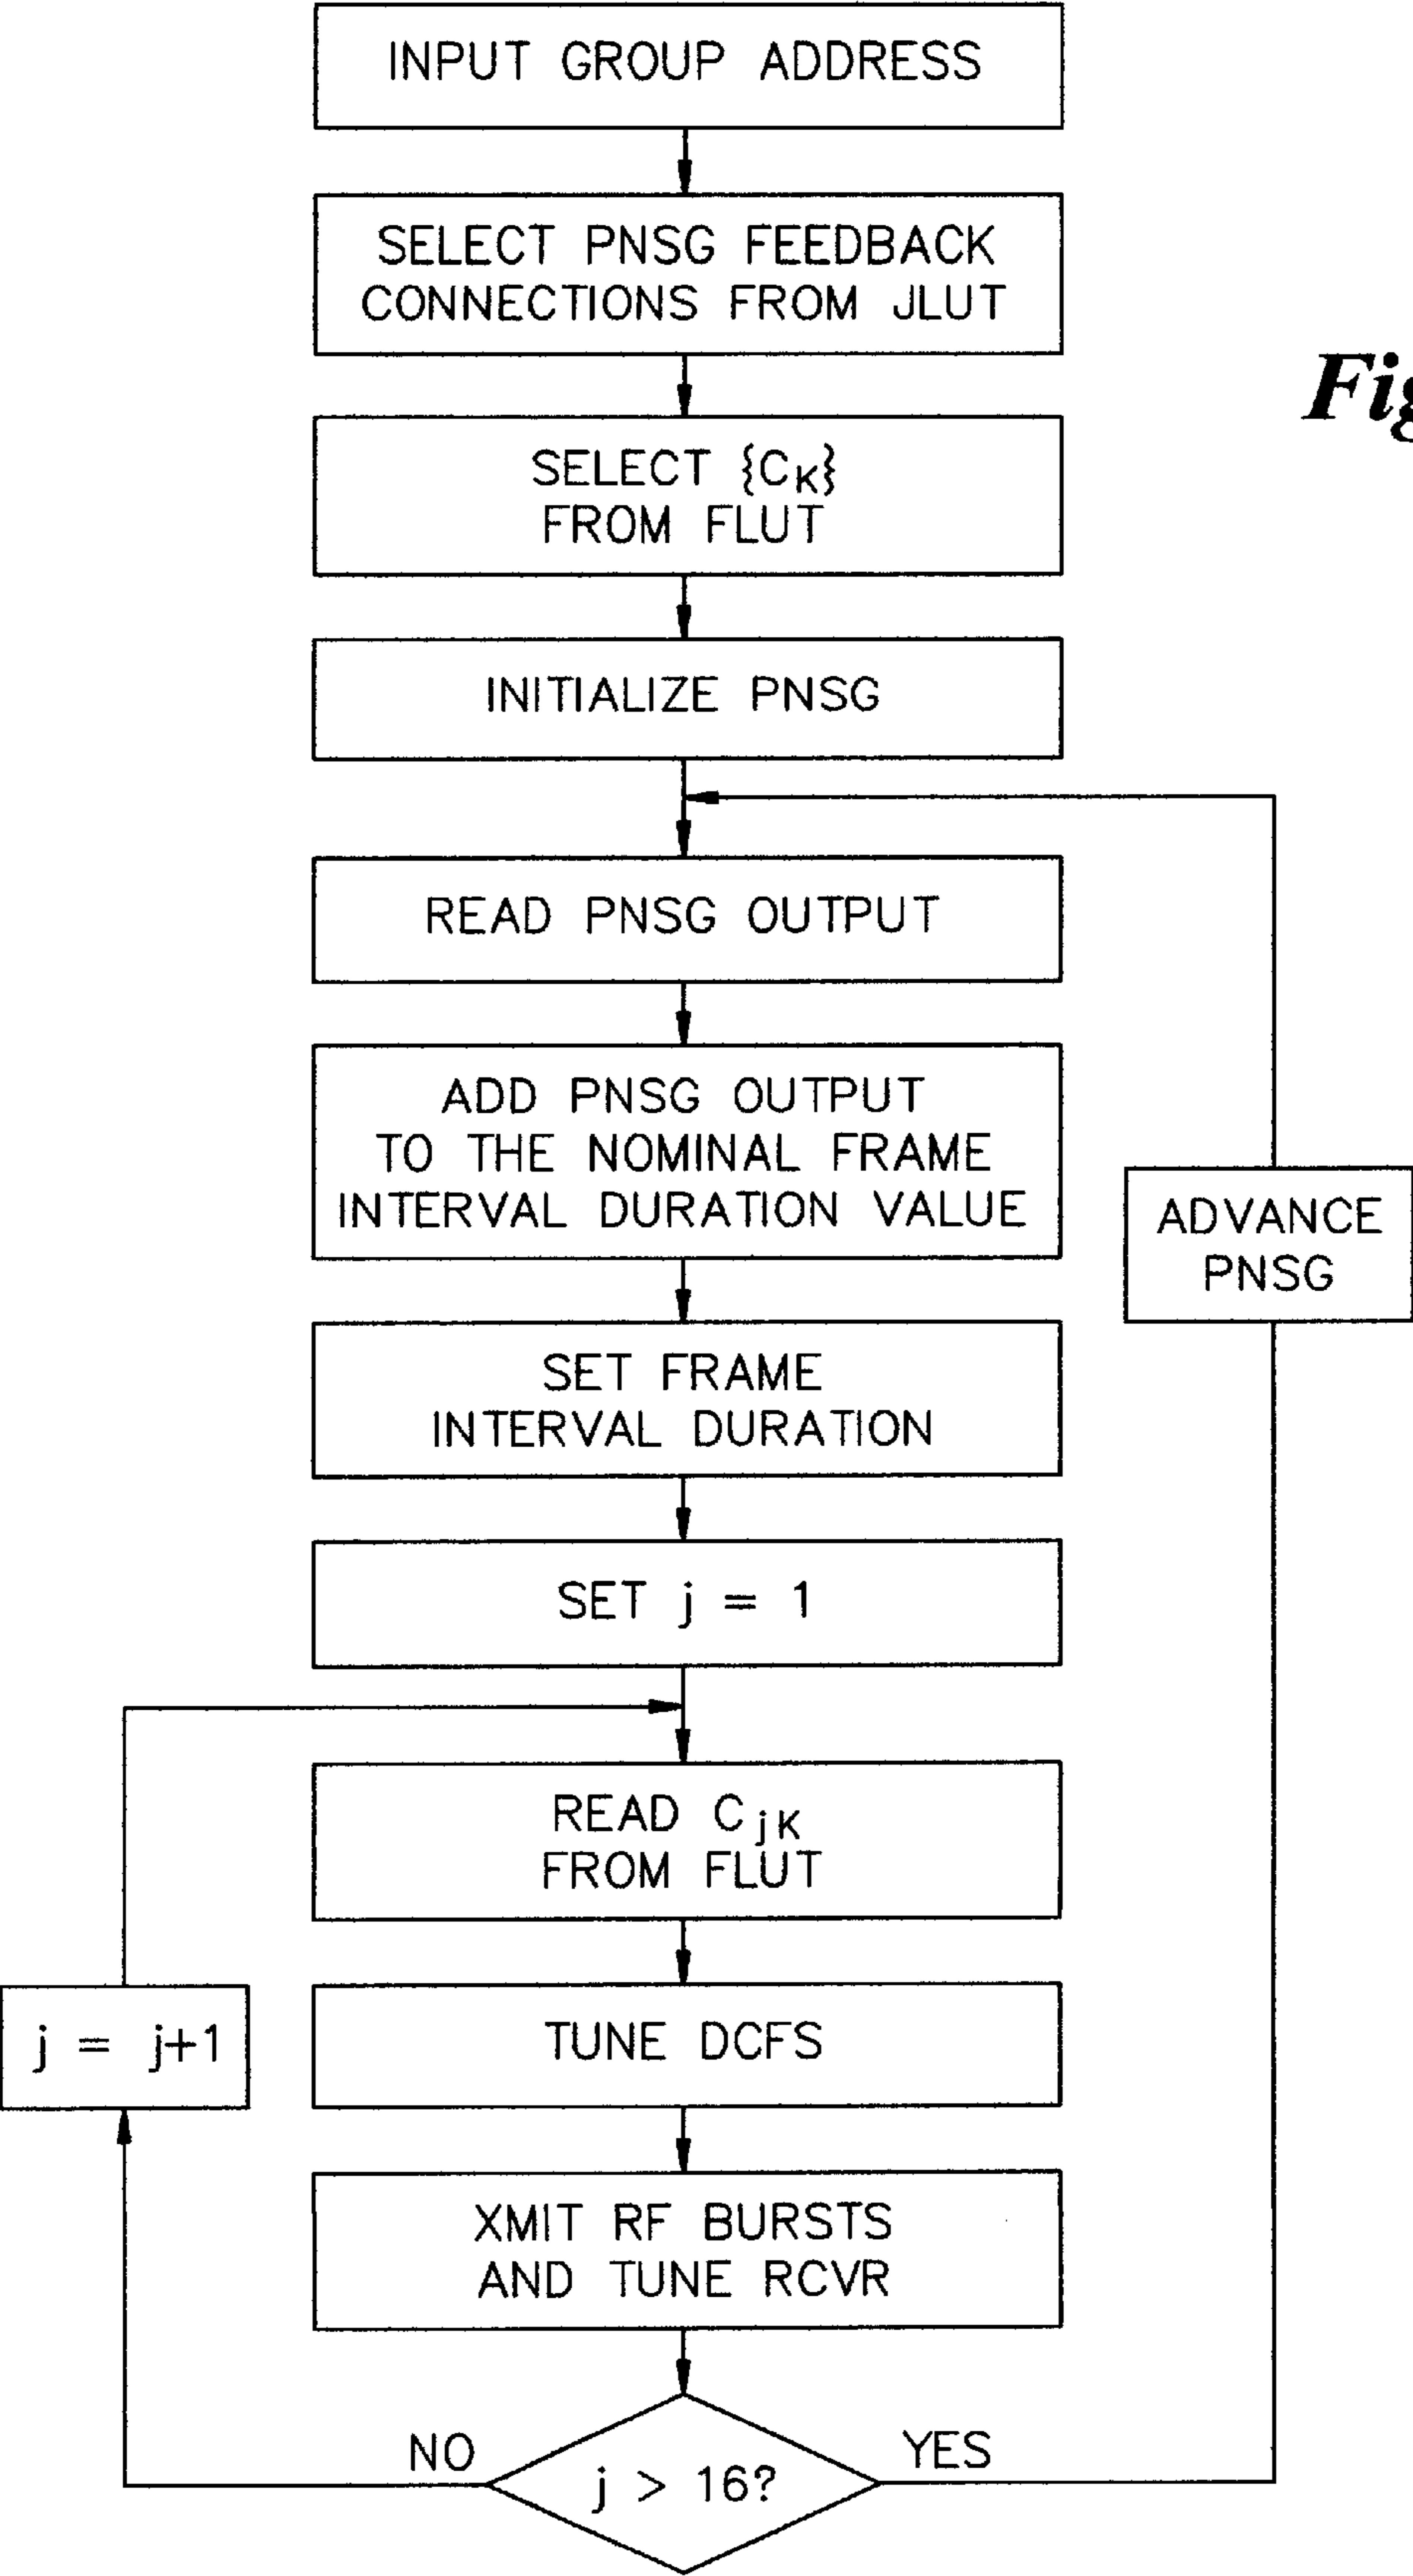 INPUT GROUP ADDRESS
SELECT PNSG FEEDBACK
CONNECTIONS FROM JLUT
SELECT {C_K}
FROM FLUT
INITIALIZE PNSG
READ PNSG OUTPUT
ADD PNSG OUTPUT
TO THE NOMINAL FRAME
INTERVAL DURATION VALUE
ADVANCE
PNSG
SET FRAME
INTERVAL DURATION
SET j = 1
READ C_jK
FROM FLUT
j = j+1
TUNE DCFS
XMIT RF BURSTS
AND TUNE RCVR
NO
YES
j > 16?